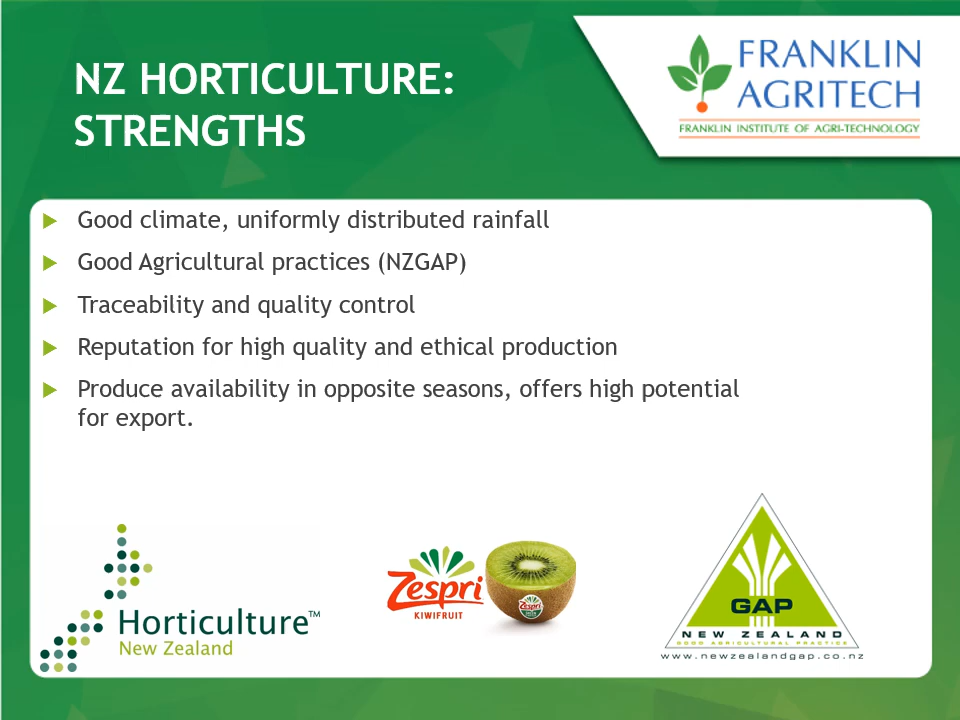 NZ HORTICULTURE:
STRENGTHS
FRANKLIN
AGRITECH
FRANKLIN INSTITUTE OF AGRI-TECHNOLOGY
Good climate, uniformly distributed rainfall
Good Agricultural practices (NZGAP)
Traceability and quality control
Reputation for high quality and ethical production
Produce availability in opposite seasons, offers high potential
for export.
Horticulture™
New Zealand
Zespri
KIWIFRUIT
Zespri
GAP
NEW ZEALAND
GOOD AGRICULTURAL PRACTICE
www.newzealandgap.co.nz